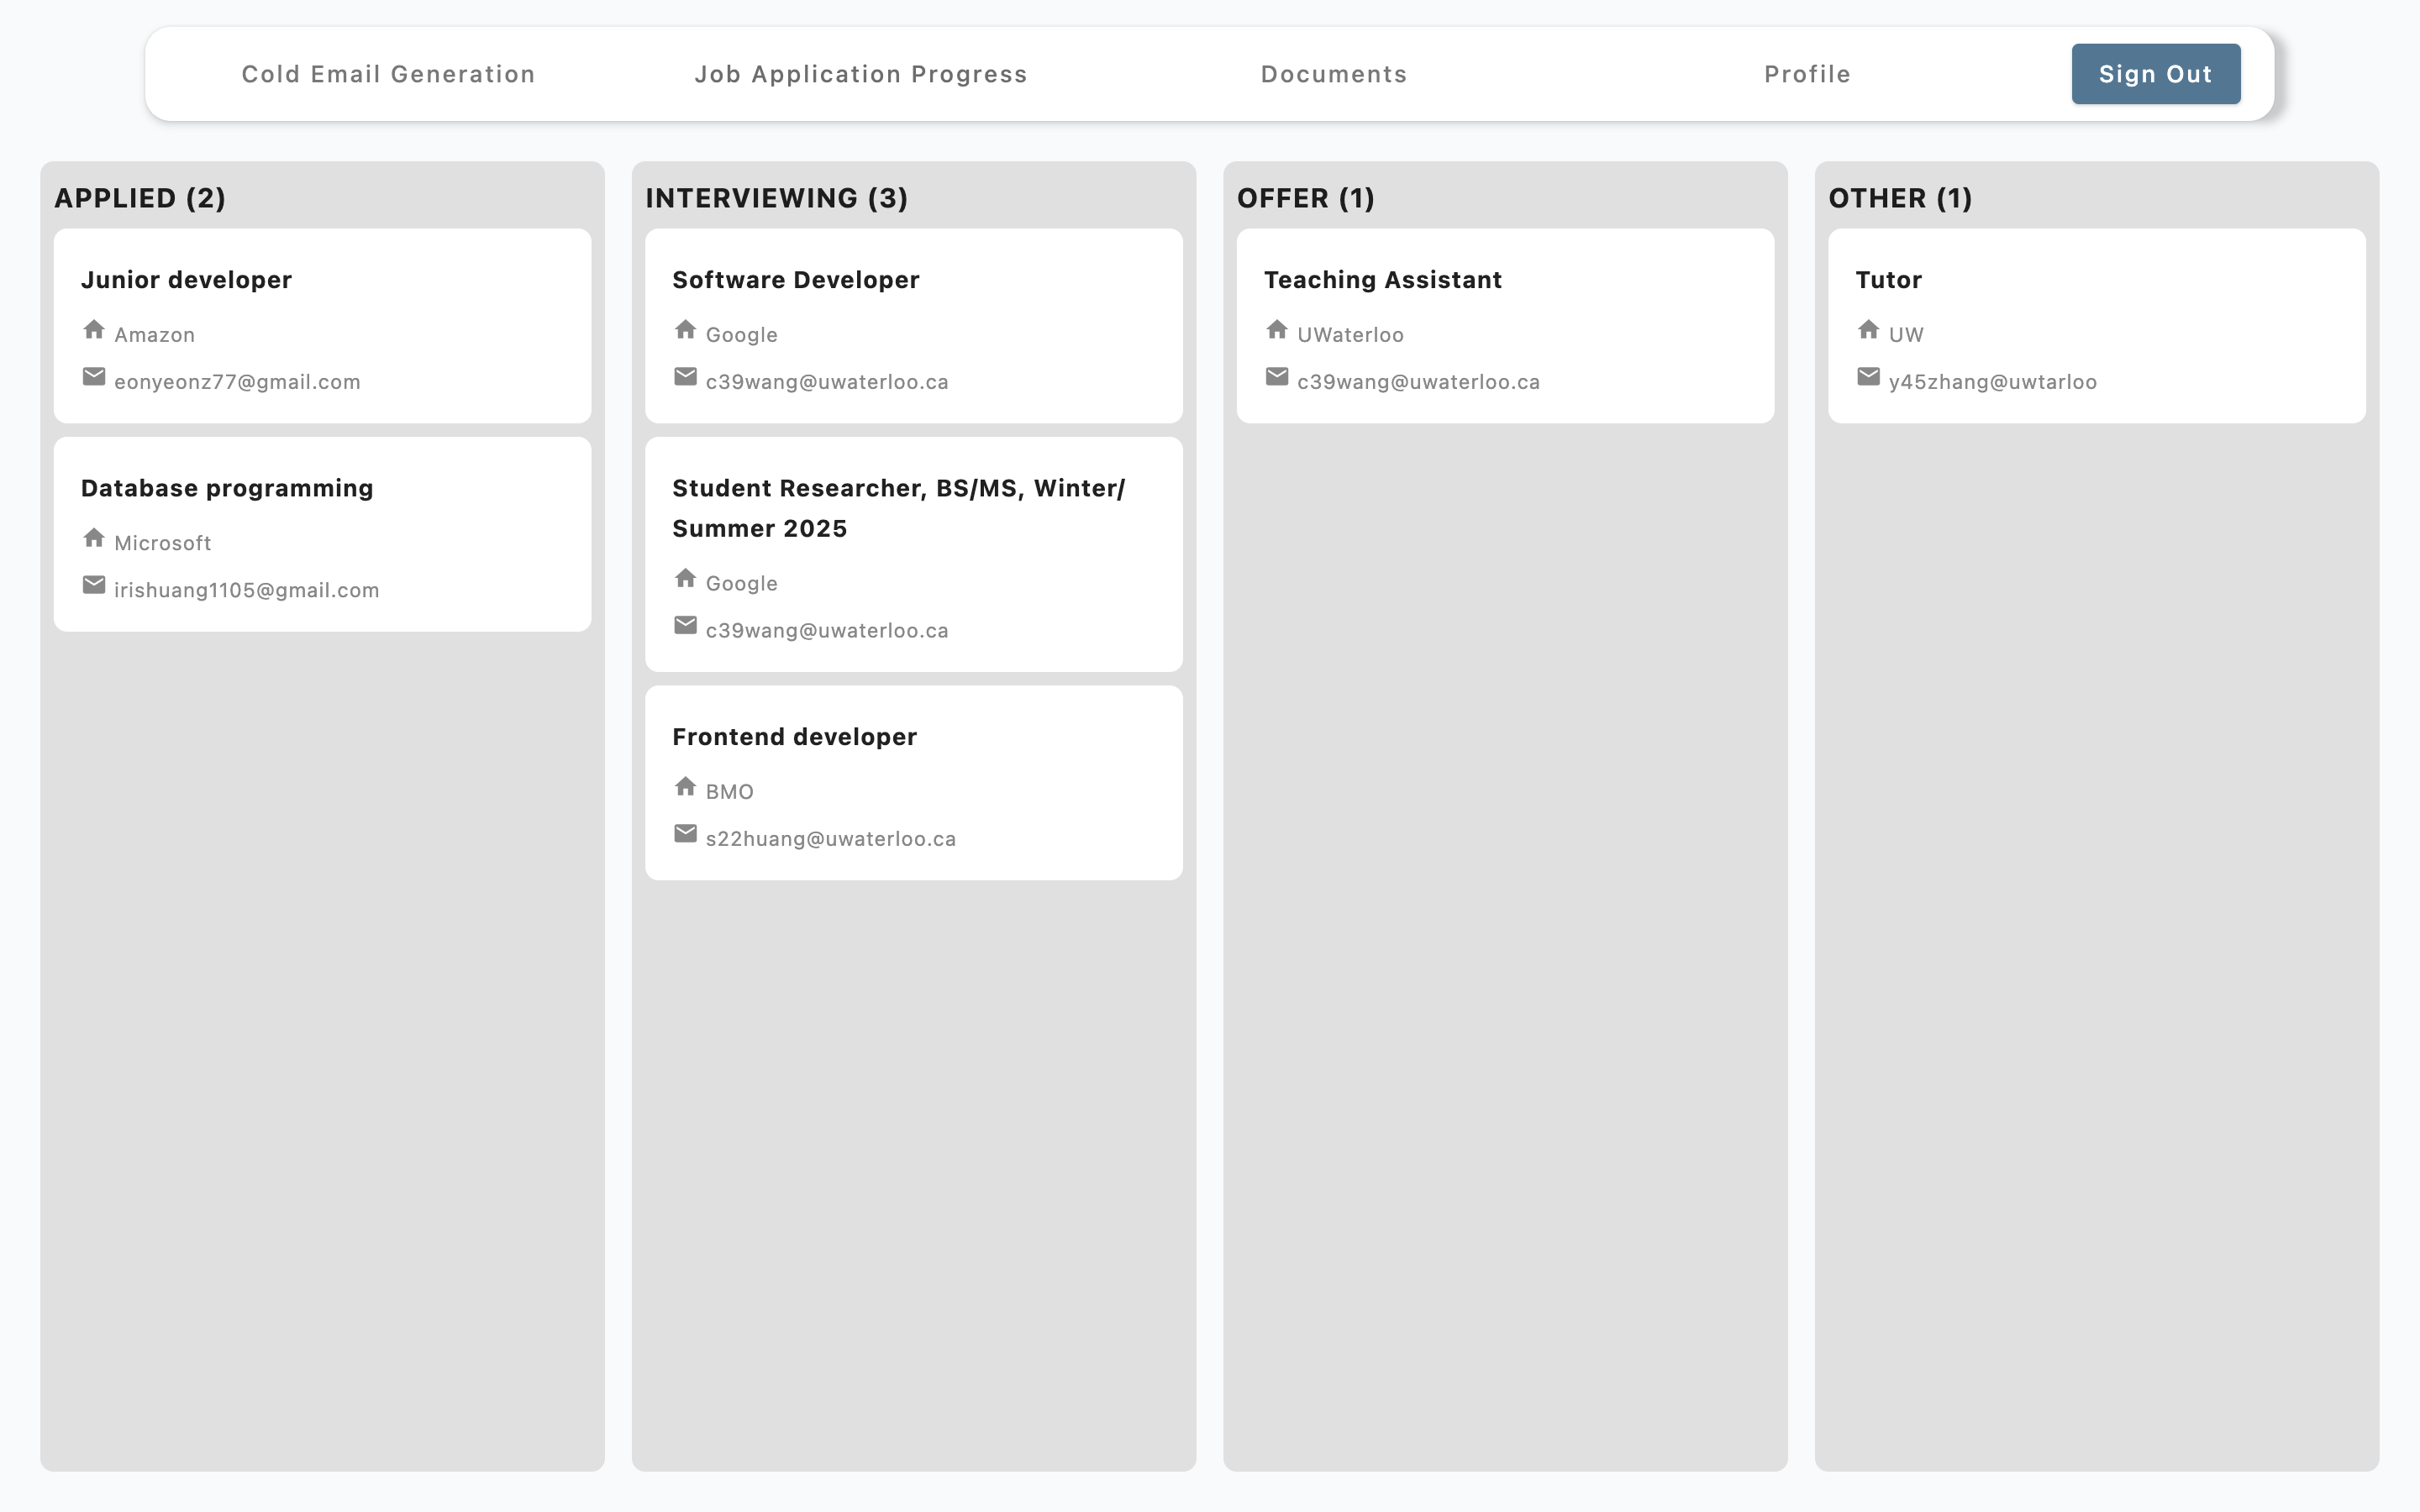 Cold Email Generation
Job Application Progress
Documents
Profile
Sign Out
APPLIED (2)
Junior developer
Amazon
eonyeonz77@gmail.com
Database programming
Microsoft
irishuang1105@gmail.com
INTERVIEWING (3)
Software Developer
Google
c39wang@uwaterloo.ca
Student Researcher, BS/MS, Winter/
Summer 2025
Google
c39wang@uwaterloo.ca
Frontend developer
BMO
s22huang@uwaterloo.ca
OFFER (1)
Teaching Assistant
UWaterloo
c39wang@uwaterloo.ca
OTHER (1)
Tutor
UW
y45zhang@uwtarloo